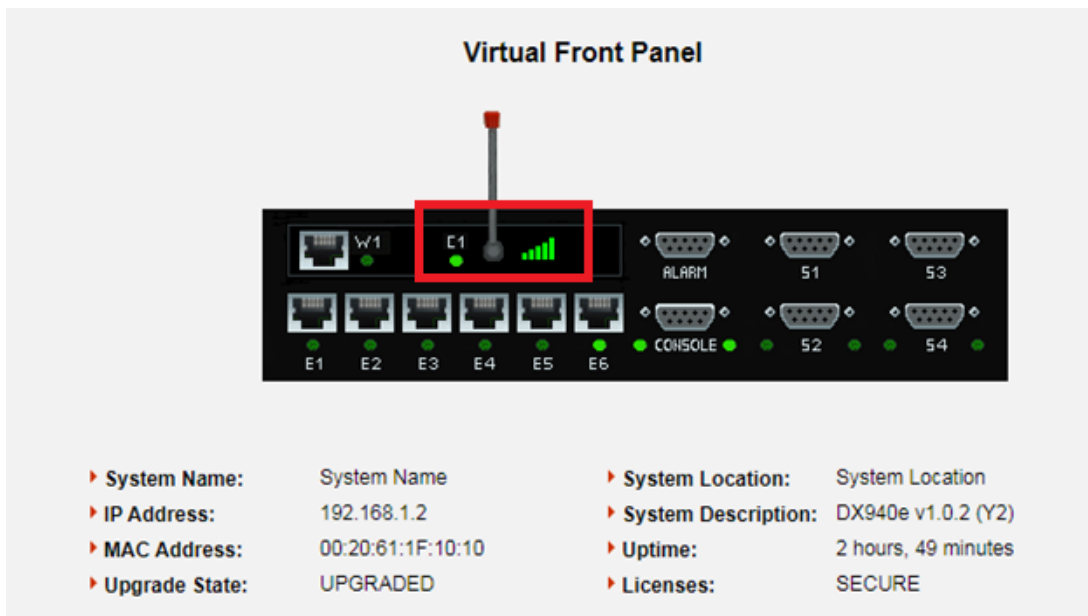 Virtual Front Panel
W1 C1
ALARM S1 S3
CONSOLE S2 S4
E1 E2 E3 E4 E5 E6
System Name: System Name System Location: System Location
IP Address: 192.168.1.2 System Description: DX940e v1.0.2 (Y2)
MAC Address: 00:20:61:1F:10:10 Uptime: 2 hours, 49 minutes
Upgrade State: UPGRADED Licenses: SECURE